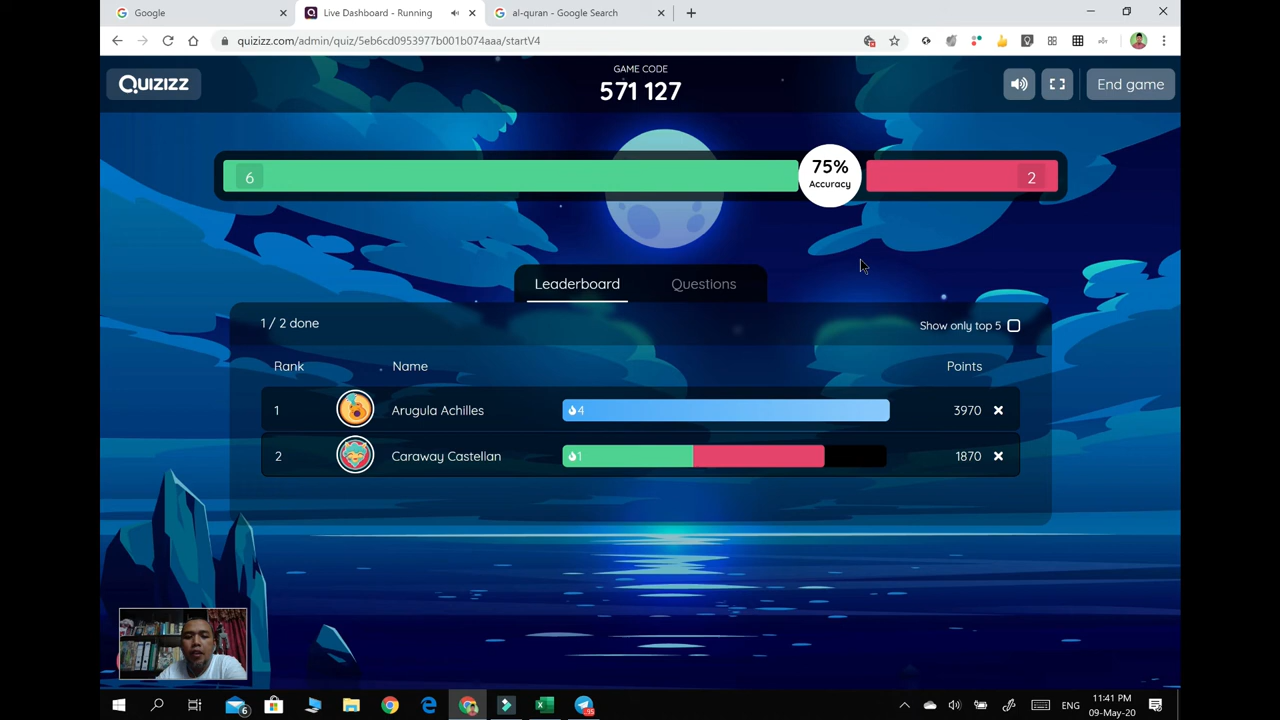 Google
Live Dashboard - Running
al-quran - Google Search
quizizz.com/admin/quiz/5eb6cd0953977b001b074aaa/startV4
Quizizz
GAME CODE
571 127
End game
6
75%
Accuracy
2
Leaderboard
Questions
1 / 2 done
Show only top 5
Rank
Name
Points
1
Arugula Achilles
4
3970
2
Caraway Castellan
1
1870
6
35
ENG
11:41 PM
09-May-20